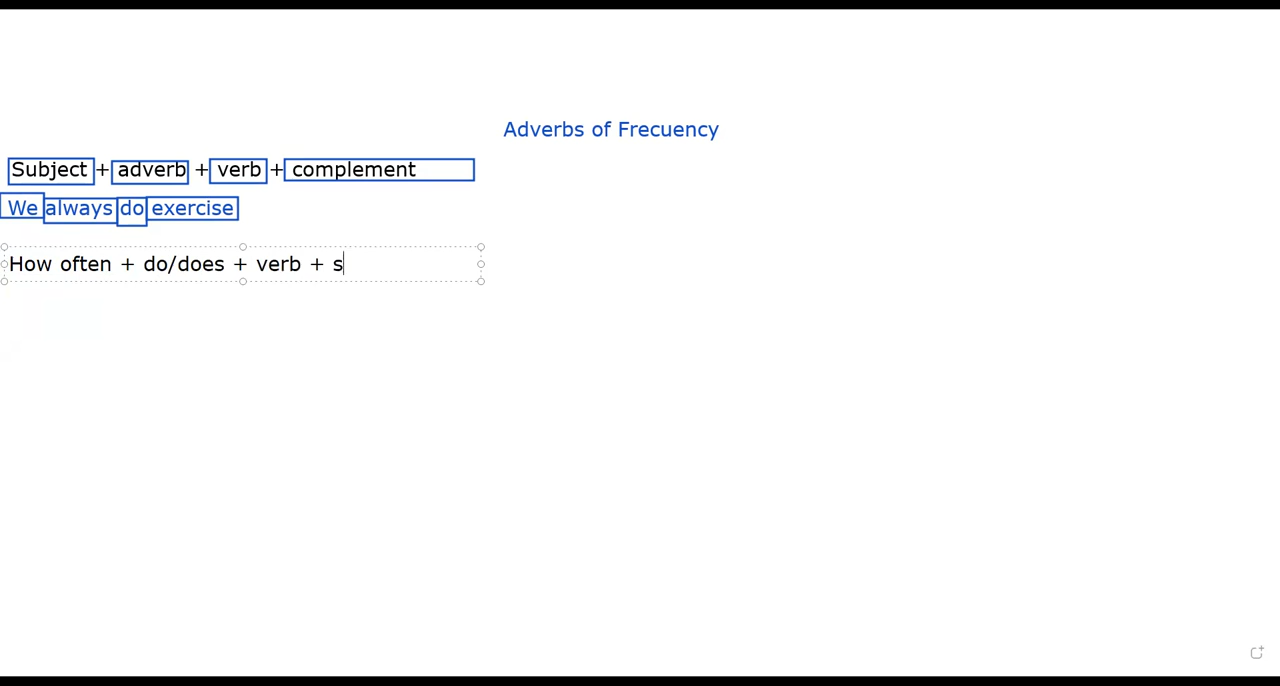 Adverbs of Frecuency
Subject + adverb + verb + complement
We always do exercise
How often + do/does + verb + s